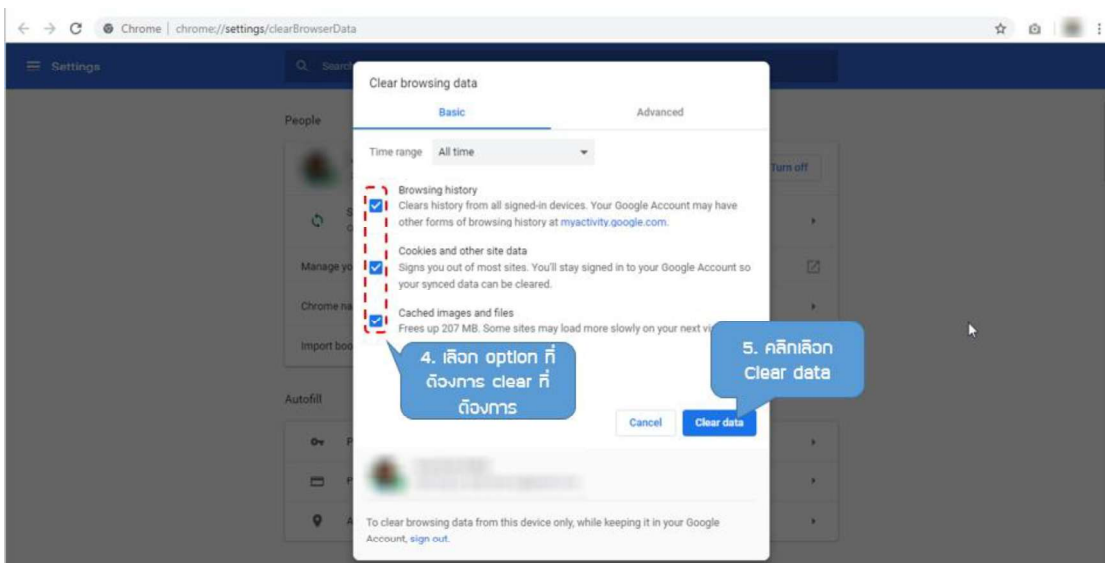 Chrome | chrome://settings/clearBrowserData
Settings
Clear browsing data
Basic Advanced
People
Time range All time
Turn off
Browsing history
Clears history from all signed-in devices. Your Google Account may have
other forms of browsing history at myactivity.google.com.
Cookies and other site data
Manage yo
Signs you out of most sites. You'll stay signed in to your Google Account so
your synced data can be cleared.
Chrome na
Cached images and files
Frees up 207 MB. Some sites may load more slowly on your next
Import boo
4. เลือก option ที่
ต้องการ clear ที่
ต้องการ
5. คลิกเลือก
Clear data
Autofill
Cancel Clear data
To clear browsing data from this device only, while keeping it in your Google
Account, sign out.